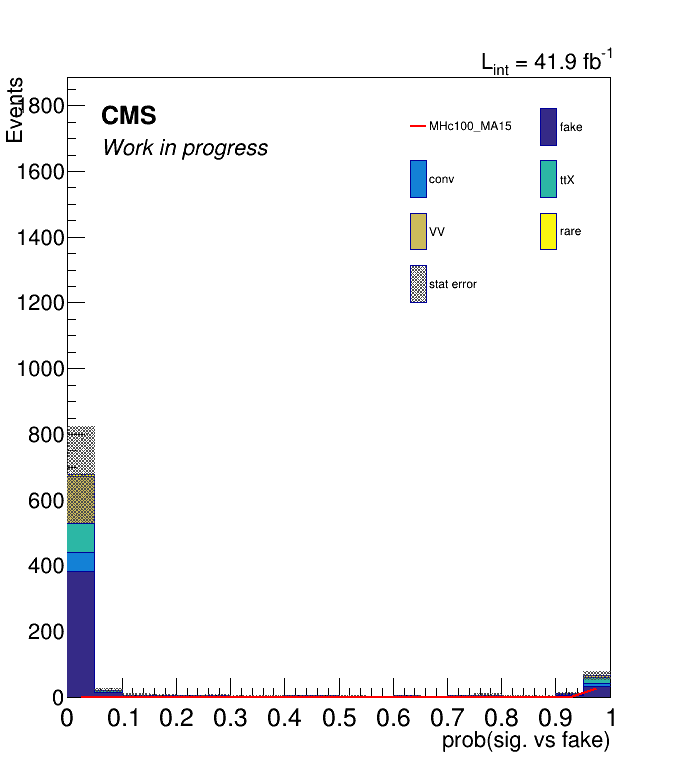 L_int = 41.9 fb^-1
Events
CMS
Work in progress
MHc100_MA15
fake
conv
ttX
VV
rare
stat error
1800
1600
1400
1200
1000
800
600
400
200
0
0 0.1 0.2 0.3 0.4 0.5 0.6 0.7 0.8 0.9 1
prob(sig. vs fake)